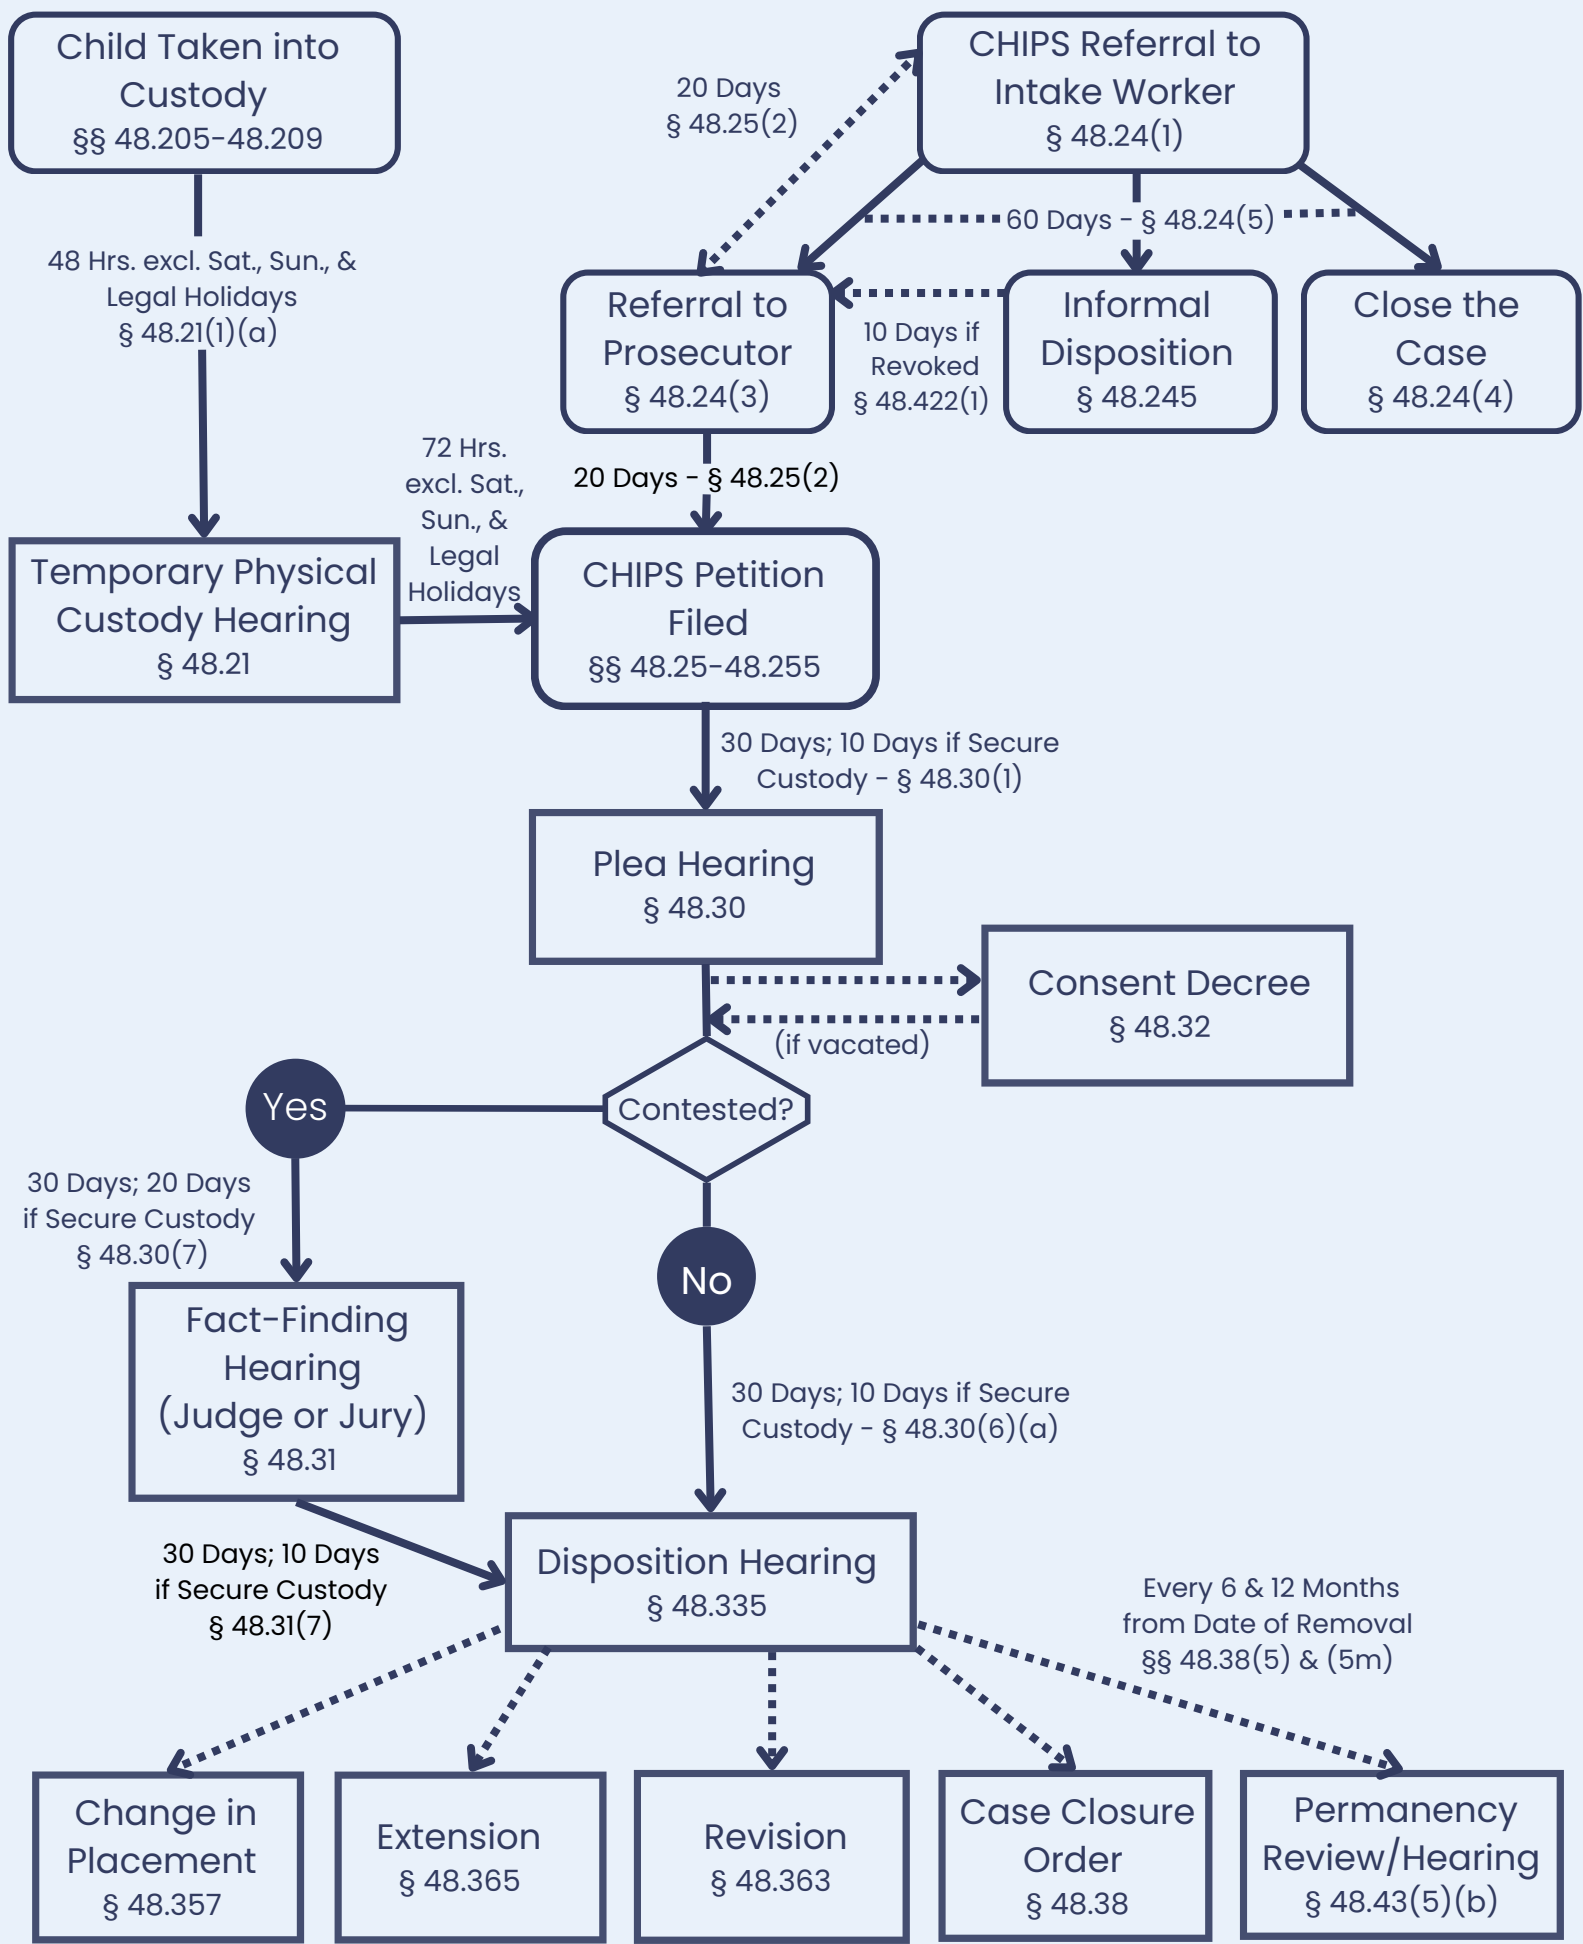 Child Taken into
Custody
§§ 48.205-48.209
CHIPS Referral to
Intake Worker
§ 48.24(1)
20 Days
§ 48.25(2)
60 Days - § 48.24(5)
48 Hrs. excl. Sat., Sun., &
Legal Holidays
§ 48.21(1)(a)
Referral to
Prosecutor
§ 48.24(3)
10 Days if
Revoked
§ 48.422(1)
Informal
Disposition
§ 48.245
Close the
Case
§ 48.24(4)
20 Days - § 48.25(2)
72 Hrs.
excl. Sat.,
Sun., &
Legal
Holidays
Temporary Physical
Custody Hearing
§ 48.21
CHIPS Petition
Filed
§§ 48.25-48.255
30 Days; 10 Days if Secure
Custody - § 48.30(1)
Plea Hearing
§ 48.30
Consent Decree
§ 48.32
(if vacated)
Contested?
Yes
30 Days; 20 Days
if Secure Custody
§ 48.30(7)
No
Fact-Finding
Hearing
(Judge or Jury)
§ 48.31
30 Days; 10 Days if Secure
Custody - § 48.30(6)(a)
30 Days; 10 Days
if Secure Custody
§ 48.31(7)
Disposition Hearing
§ 48.335
Every 6 & 12 Months
from Date of Removal
§§ 48.38(5) & (5m)
Change in
Placement
§ 48.357
Extension
§ 48.365
Revision
§ 48.363
Case Closure
Order
§ 48.38
Permanency
Review/Hearing
§ 48.43(5)(b)